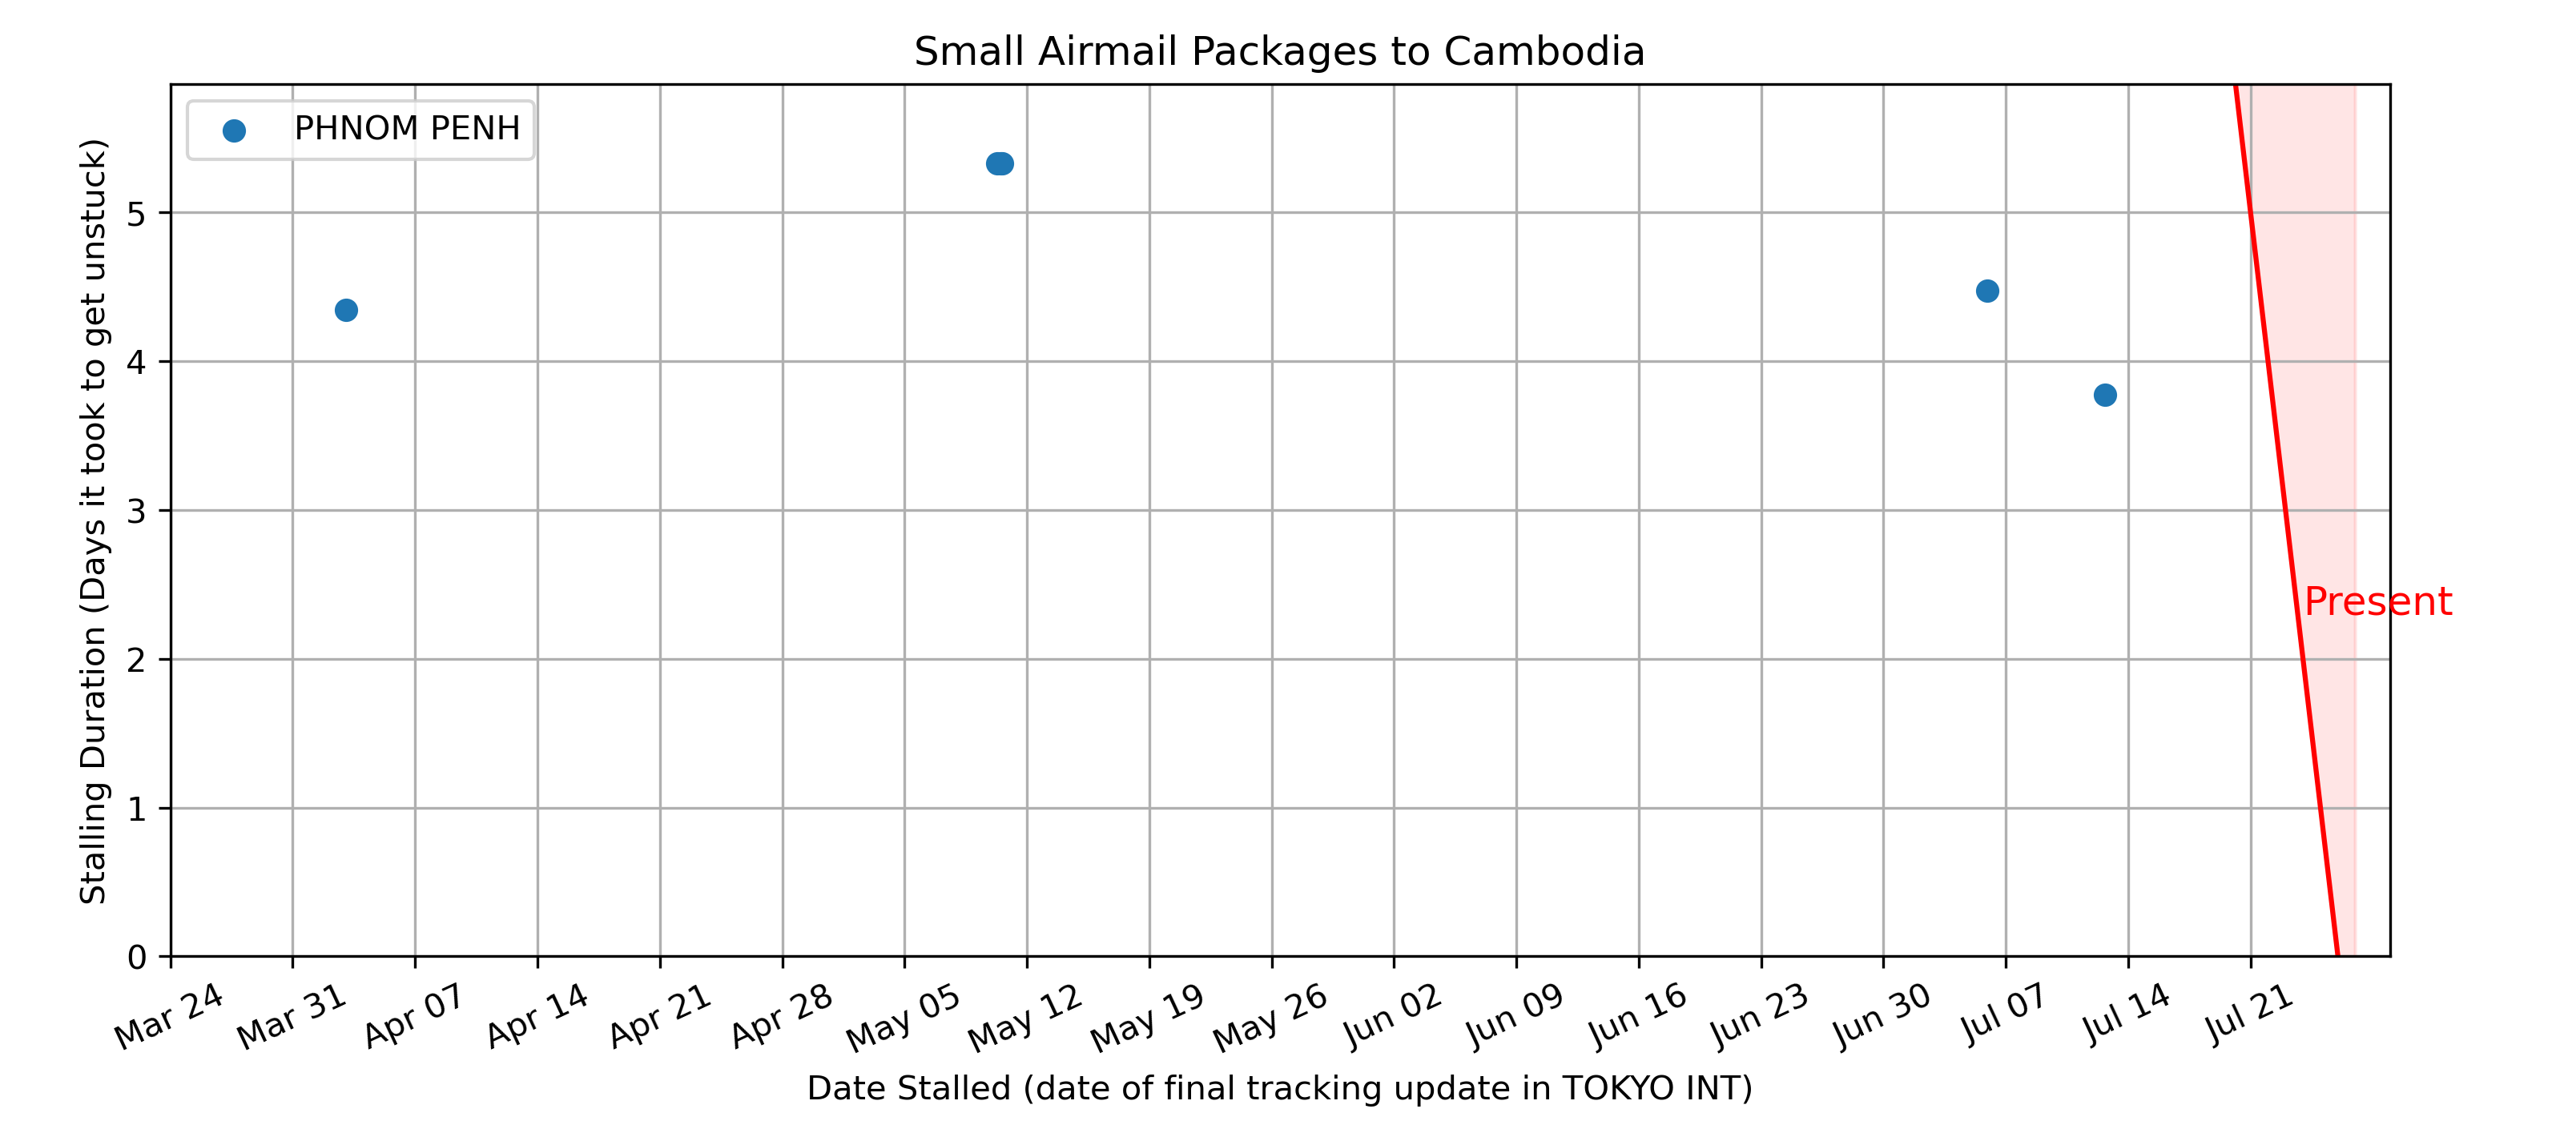 Small Airmail Packages to Cambodia
PHNOM PENH
Stalling Duration (Days it took to get unstuck)
5
4
3
2
1
0
Present
Mar 24
Mar 31
Apr 07
Apr 14
Apr 21
Apr 28
May 05
May 12
May 19
May 26
Jun 02
Jun 09
Jun 16
Jun 23
Jun 30
Jul 07
Jul 14
Jul 21
Date Stalled (date of final tracking update in TOKYO INT)